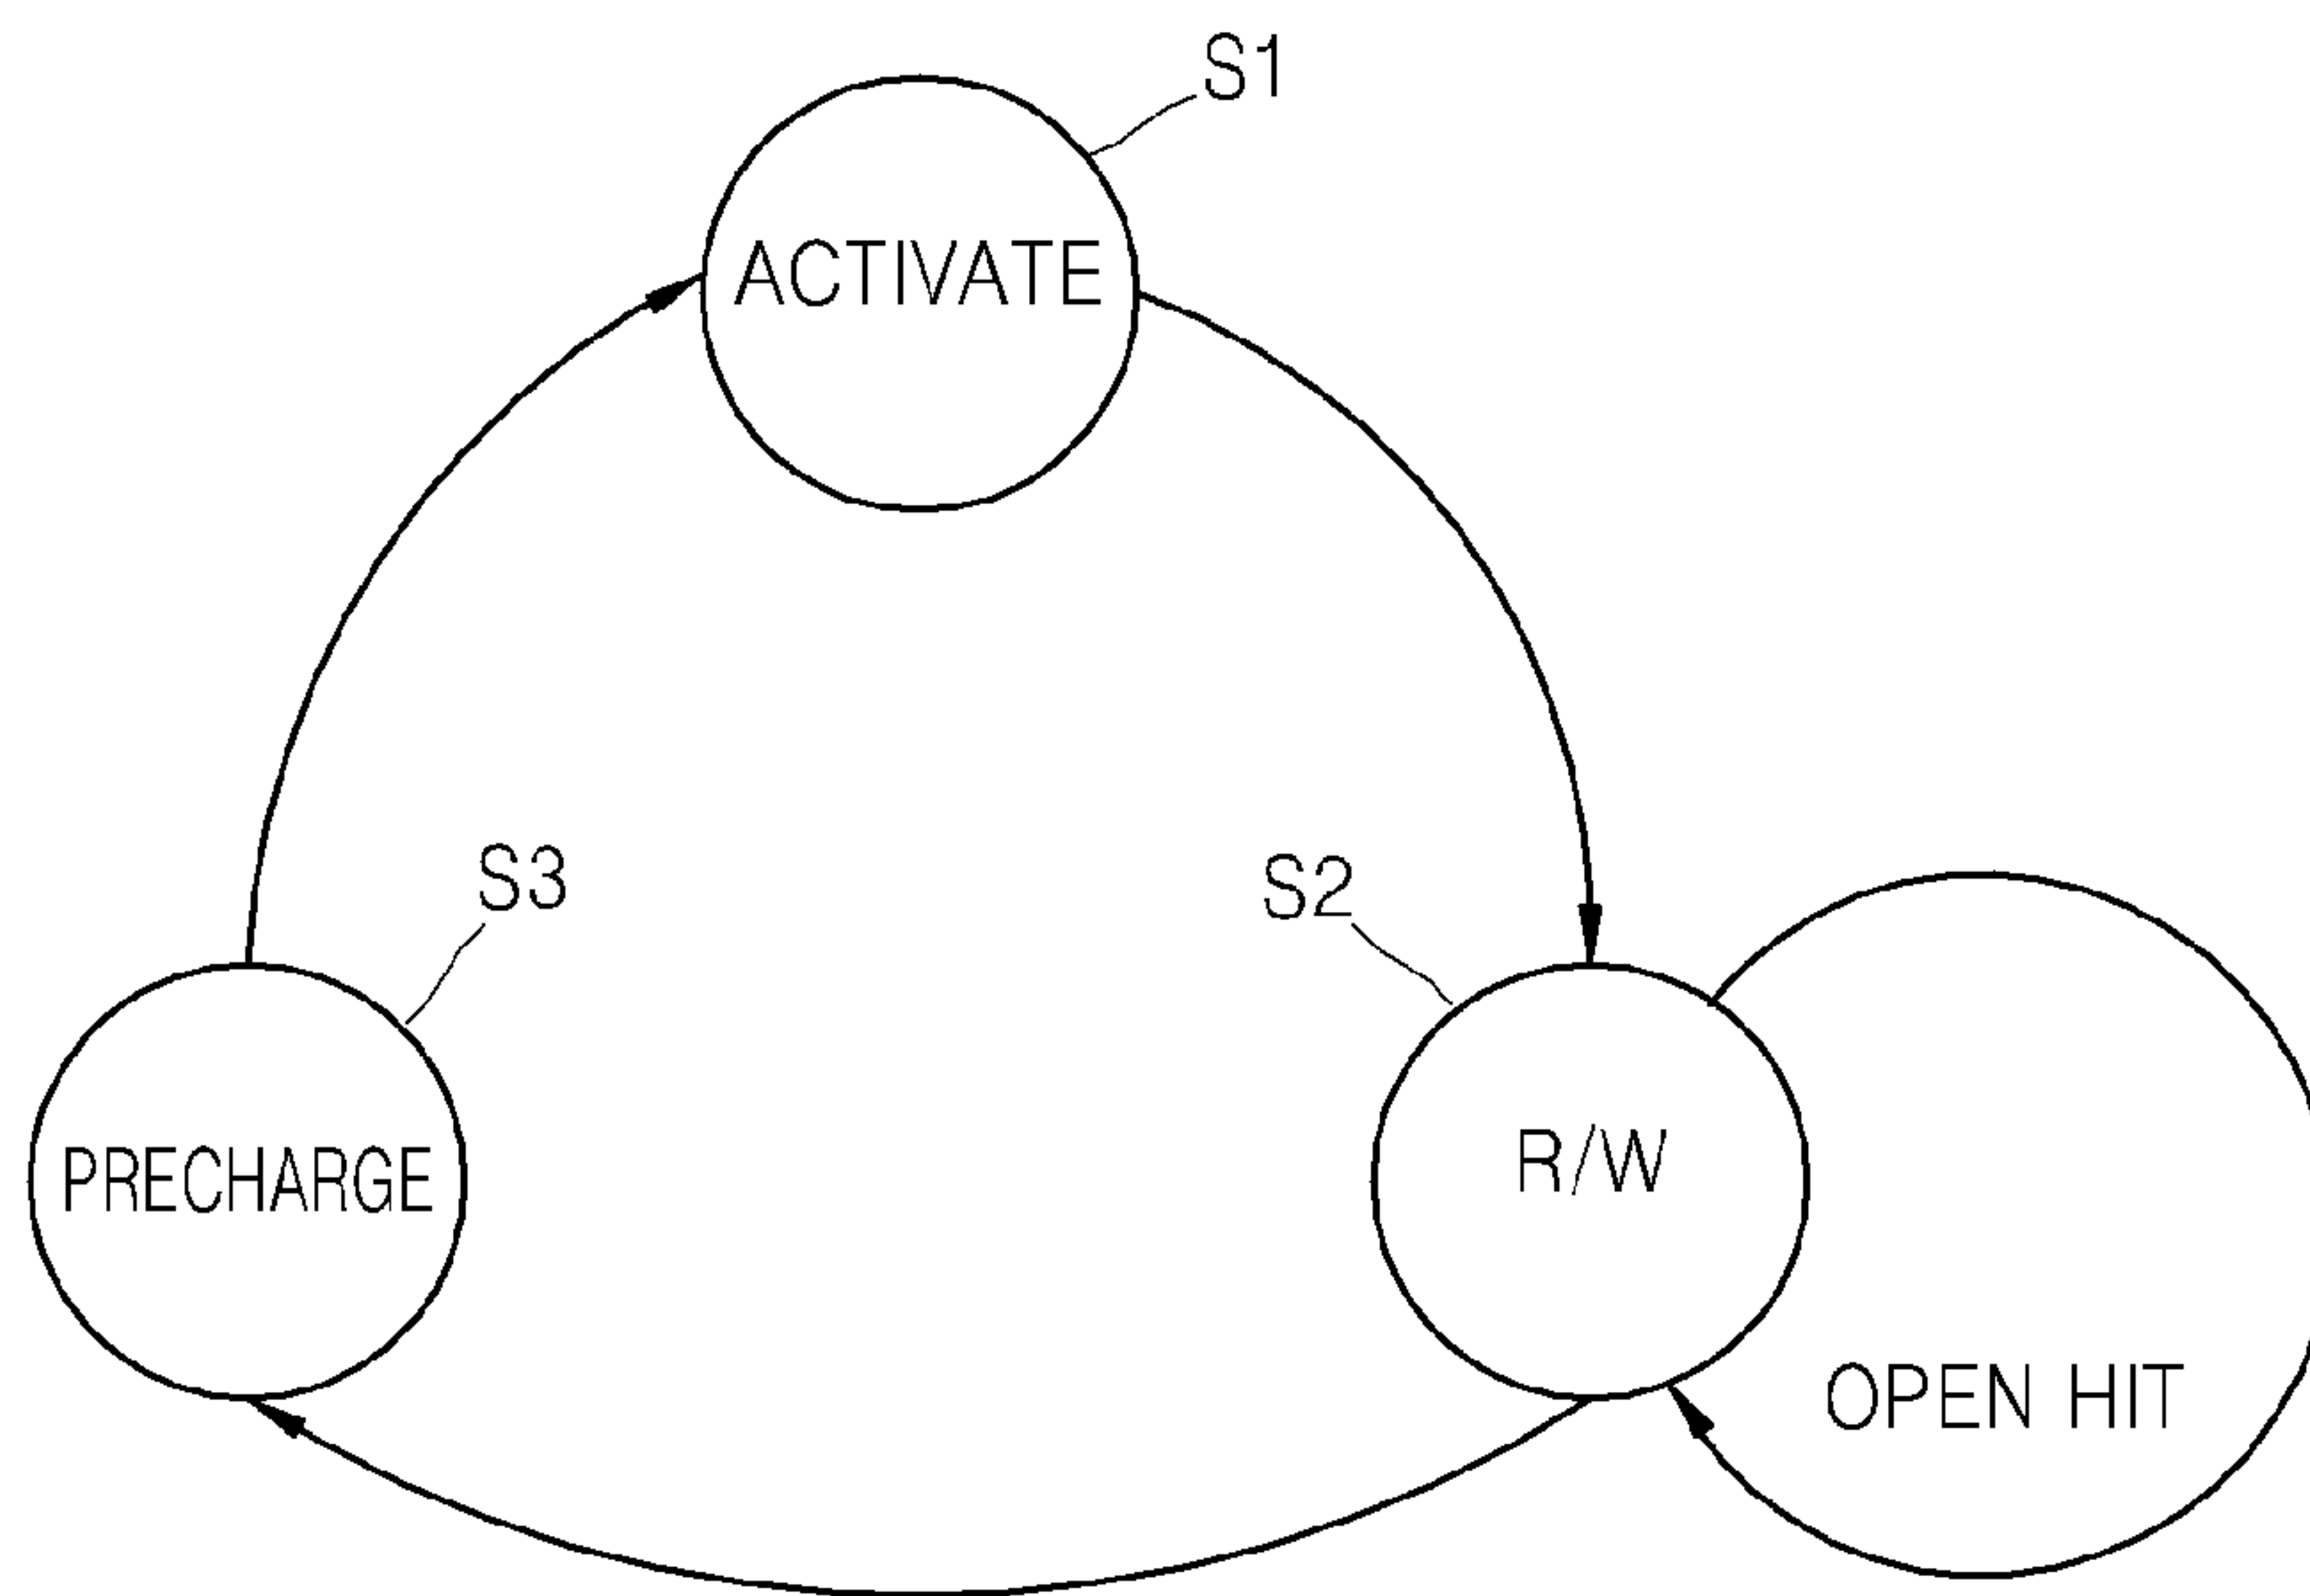 S1
ACTIVATE
S3
S2
PRECHARGE
R/W
OPEN HIT